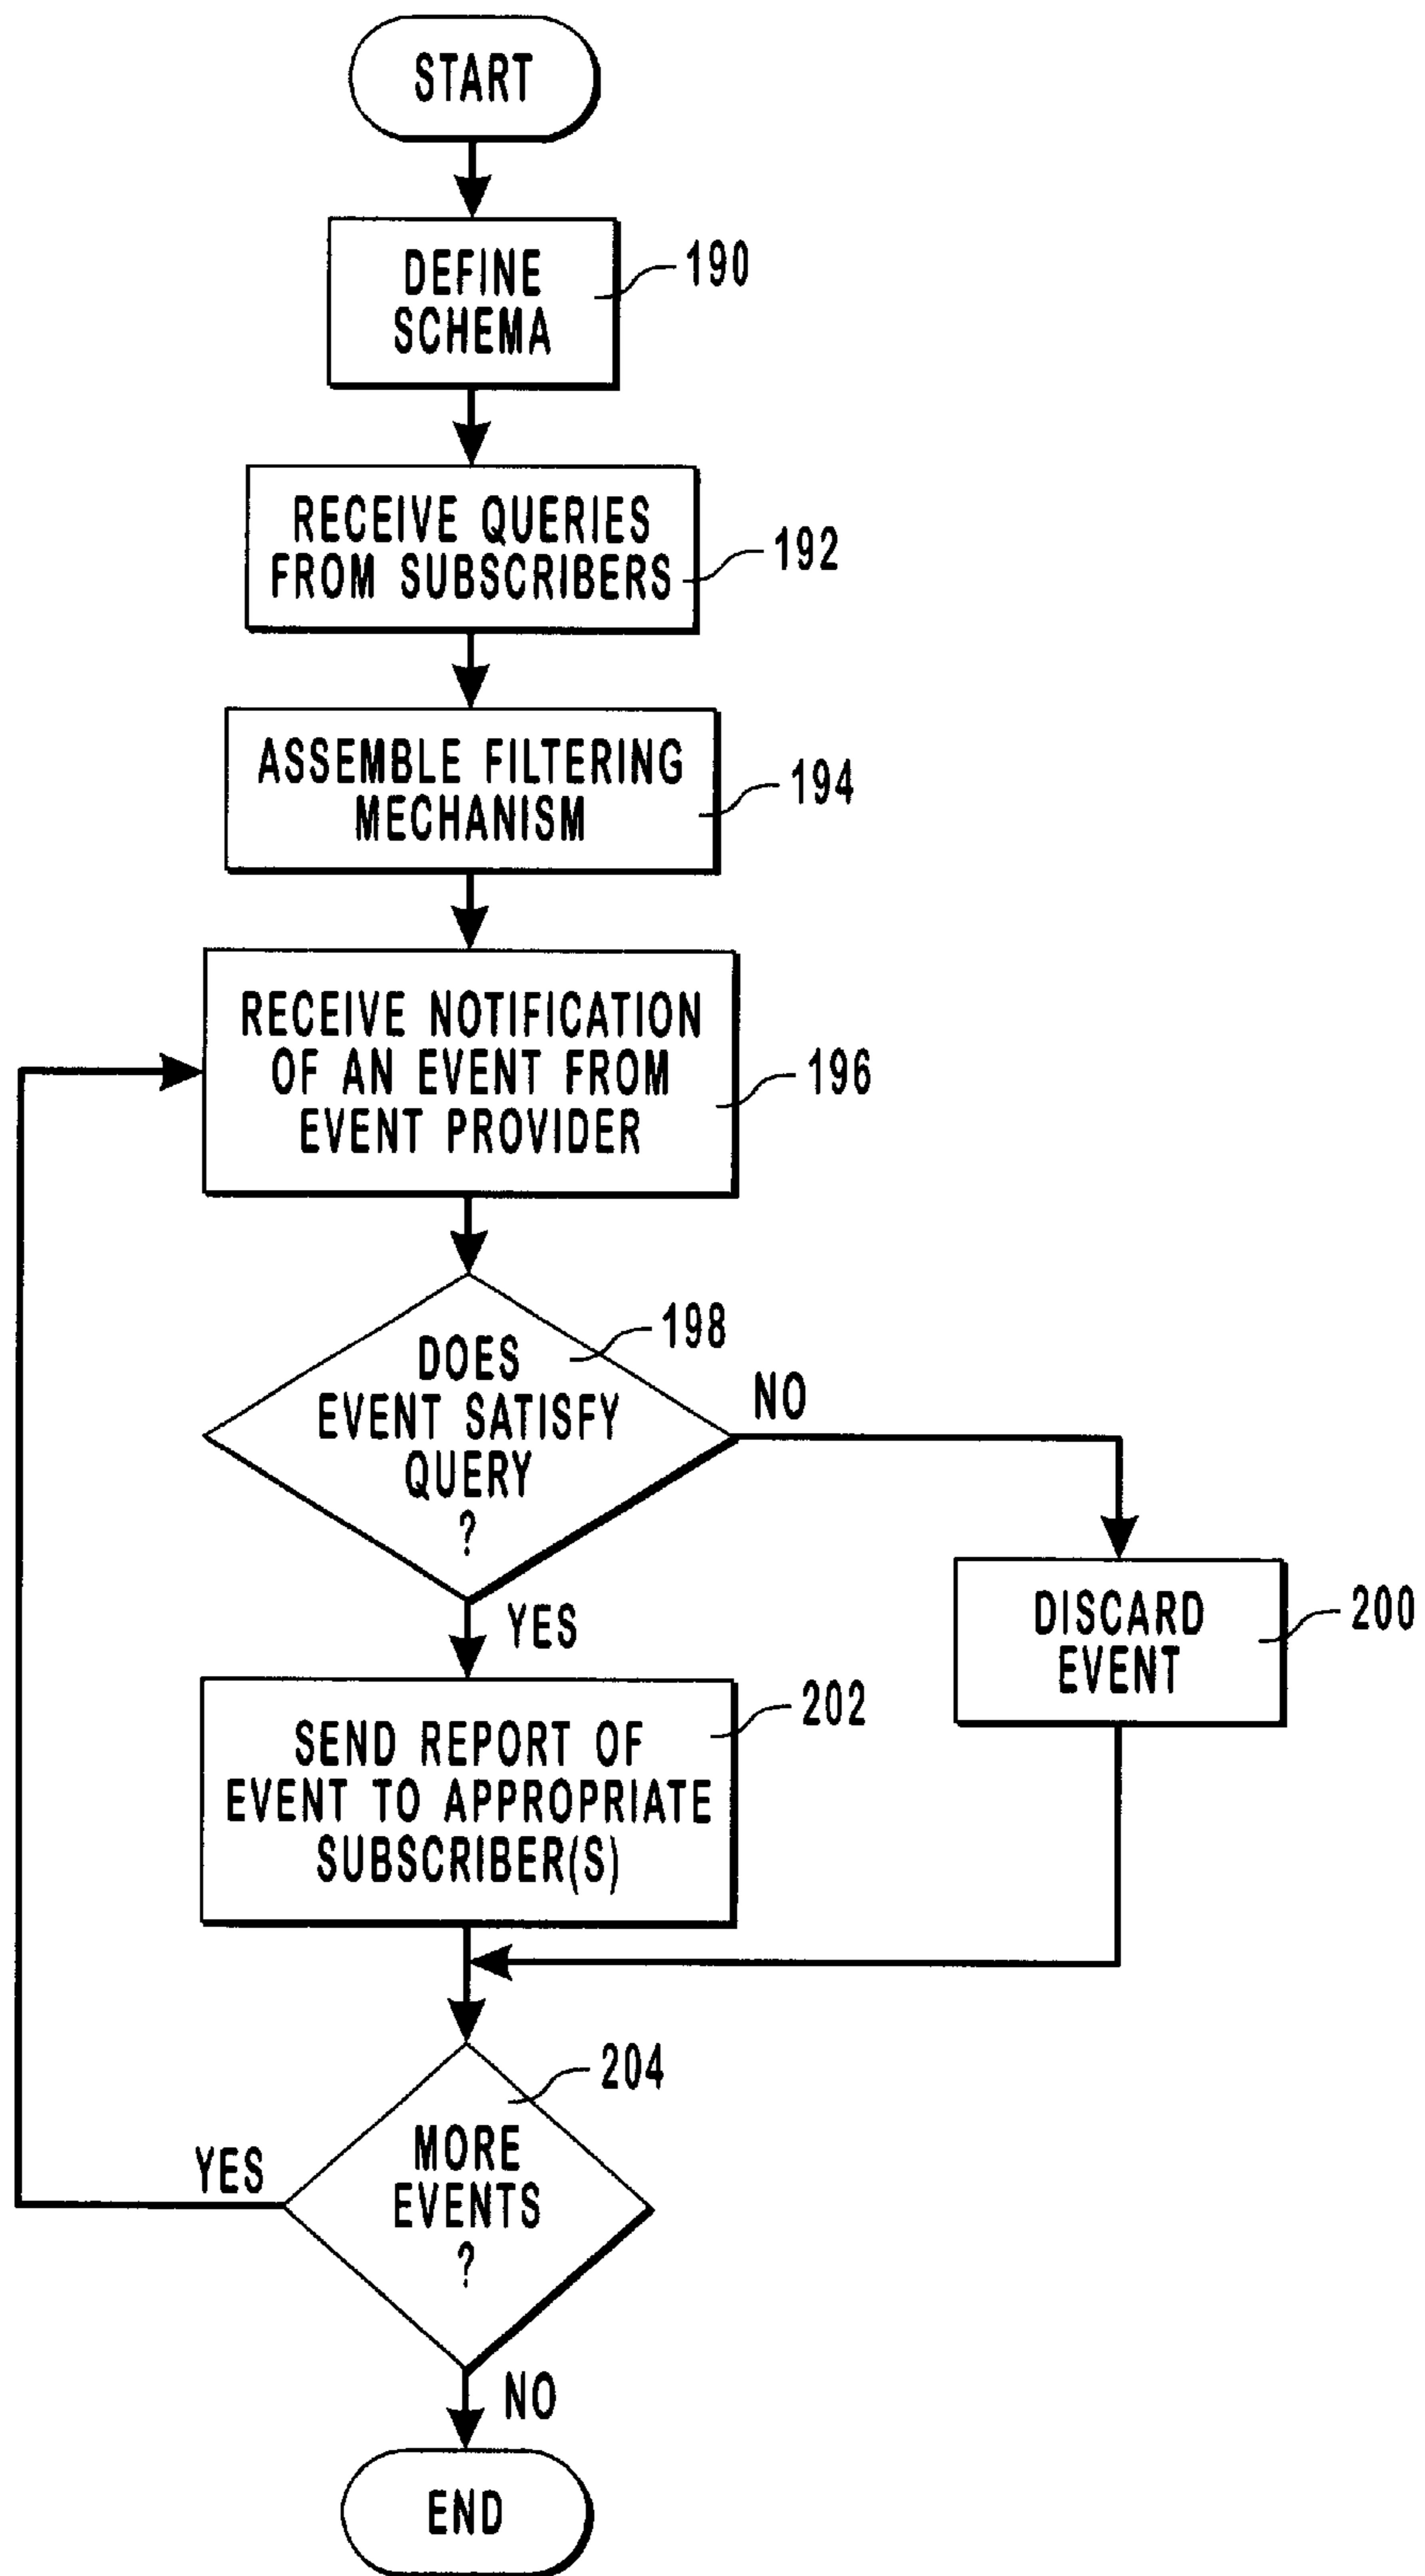 START
DEFINE
SCHEMA
190
RECEIVE QUERIES
FROM SUBSCRIBERS
192
ASSEMBLE FILTERING
MECHANISM
194
RECEIVE NOTIFICATION
OF AN EVENT FROM
EVENT PROVIDER
196
DOES
EVENT SATISFY
QUERY
?
198
NO
YES
DISCARD
EVENT
200
SEND REPORT OF
EVENT TO APPROPRIATE
SUBSCRIBER(S)
202
MORE
EVENTS
?
204
YES
NO
END